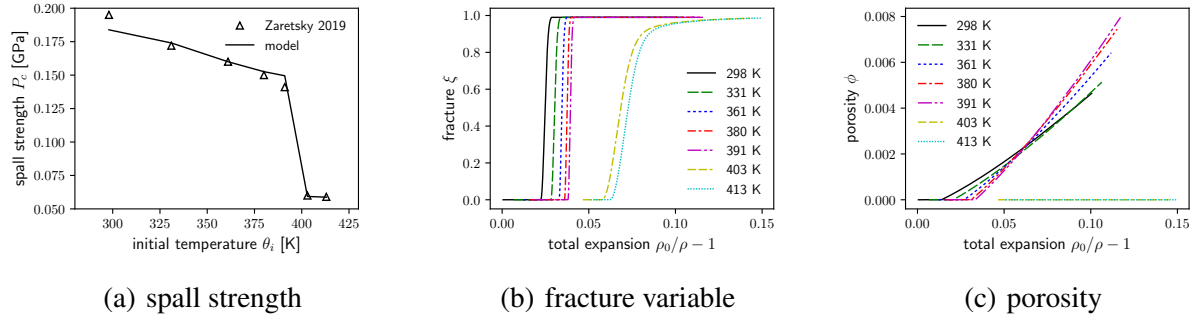 0.200
0.175
0.150
0.125
0.100
0.075
0.050
spall strength P_c [GPa]
Zaretsky 2019
model
300
325
350
375
400
425
initial temperature θ_i [K]
(a) spall strength
1.0
0.8
0.6
0.4
0.2
0.0
fracture ξ
298 K
331 K
361 K
380 K
391 K
403 K
413 K
0.00
0.05
0.10
0.15
total expansion ρ_0/ρ − 1
(b) fracture variable
0.008
0.006
0.004
0.002
0.000
porosity ϕ
298 K
331 K
361 K
380 K
391 K
403 K
413 K
0.00
0.05
0.10
0.15
total expansion ρ_0/ρ − 1
(c) porosity